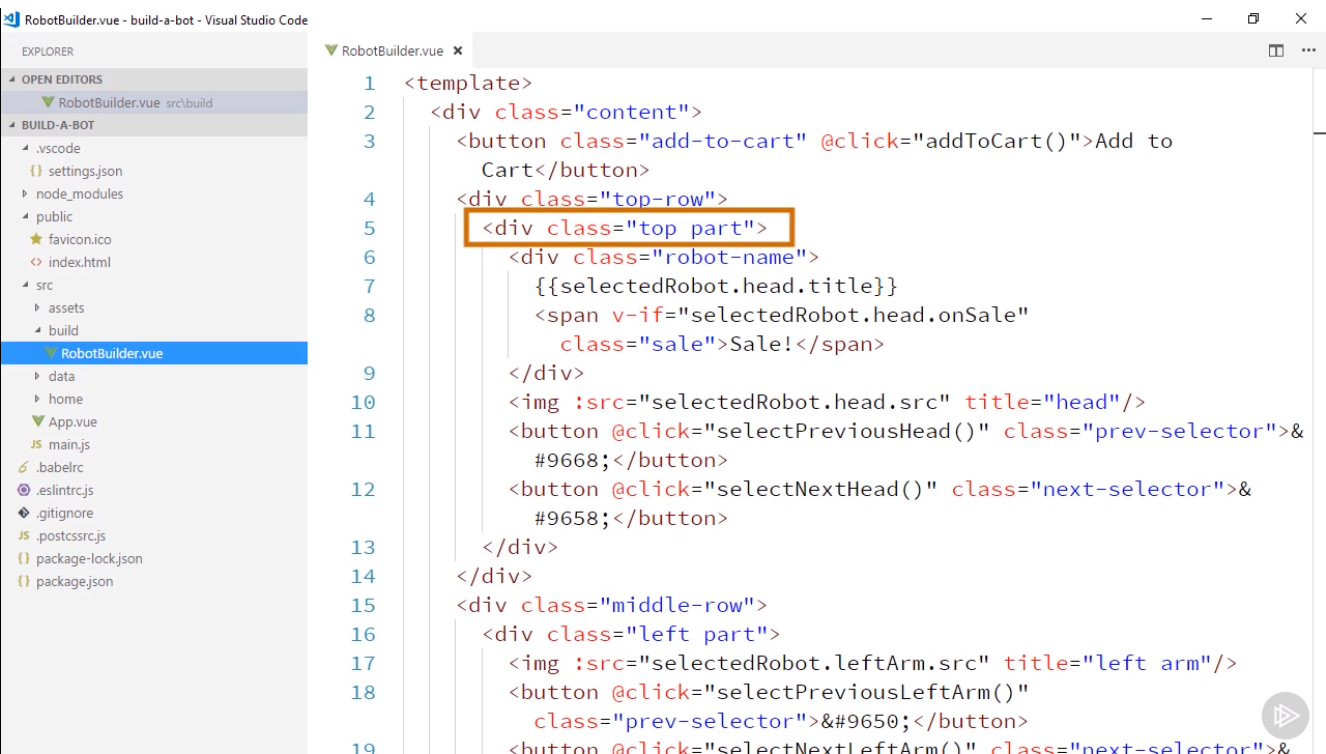 RobotBuilder.vue - build-a-bot - Visual Studio Code
EXPLORER
OPEN EDITORS
RobotBuilder.vue src\build
BUILD-A-BOT
.vscode
{} settings.json
node_modules
public
favicon.ico
<> index.html
src
assets
build
RobotBuilder.vue
data
home
App.vue
JS main.js
.babelrc
.eslintrc.js
.gitignore
JS .postcssrc.js
{} package-lock.json
{} package.json
RobotBuilder.vue
1 <template>
2 <div class="content">
3 <button class="add-to-cart" @click="addToCart()">Add to
Cart</button>
4 <div class="top-row">
5 <div class="top part">
6 <div class="robot-name">
7 {{selectedRobot.head.title}}
8 <span v-if="selectedRobot.head.onSale"
class="sale">Sale!</span>
9 </div>
10 <img :src="selectedRobot.head.src" title="head"/>
11 <button @click="selectPreviousHead()" class="prev-selector">&
#9668;</button>
12 <button @click="selectNextHead()" class="next-selector">&
#9658;</button>
13 </div>
14 </div>
15 <div class="middle-row">
16 <div class="left part">
17 <img :src="selectedRobot.leftArm.src" title="left arm"/>
18 <button @click="selectPreviousLeftArm()"
class="prev-selector">&#9650;</button>
19 <button @click="selectNextLeftArm()" class="next-selector">&